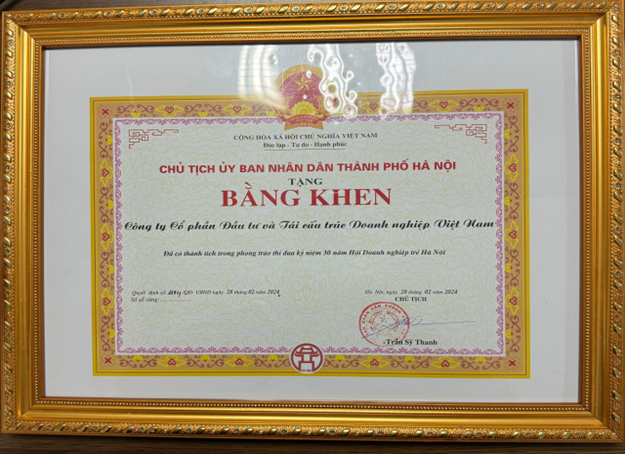 CỘNG HÒA XÃ HỘI CHỦ NGHĨA VIỆT NAM
Độc lập - Tự do - Hạnh phúc
CHỦ TỊCH ỦY BAN NHÂN DÂN THÀNH PHỐ HÀ NỘI
TẶNG
BẰNG KHEN
Công ty Cổ phần Đầu tư và Tái cấu trúc Doanh nghiệp Việt Nam
Đã có thành tích trong phong trào thi đua kỷ niệm 30 năm Hội Doanh nghiệp trẻ Hà Nội
Quyết định số: /QĐ- UBND ngày 28 tháng 02 năm 2024
Số sổ vàng:
Hà Nội, ngày 28 tháng 02 năm 2024
CHỦ TỊCH
Trần Sỹ Thanh